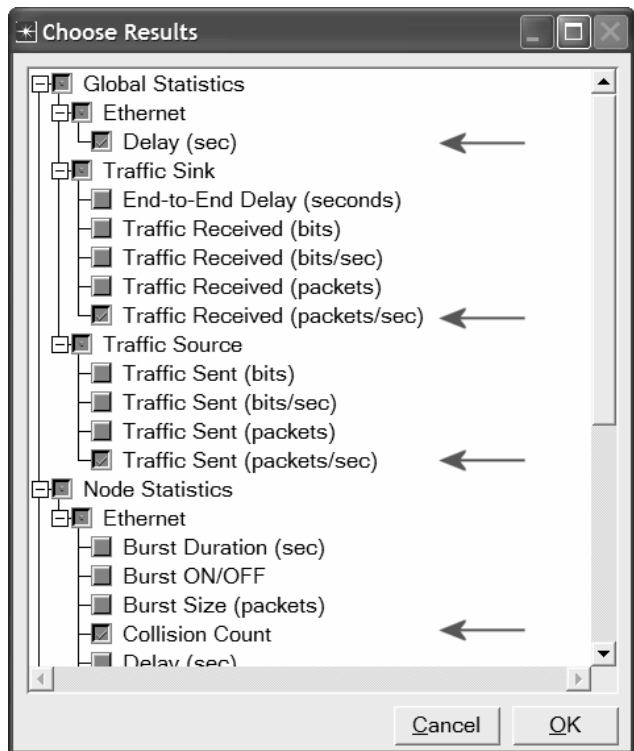 Choose Results
Global Statistics
Ethernet
Delay (sec)
Traffic Sink
End-to-End Delay (seconds)
Traffic Received (bits)
Traffic Received (bits/sec)
Traffic Received (packets)
Traffic Received (packets/sec)
Traffic Source
Traffic Sent (bits)
Traffic Sent (bits/sec)
Traffic Sent (packets)
Traffic Sent (packets/sec)
Node Statistics
Ethernet
Burst Duration (sec)
Burst ON/OFF
Burst Size (packets)
Collision Count
Delay (sec)
Cancel OK